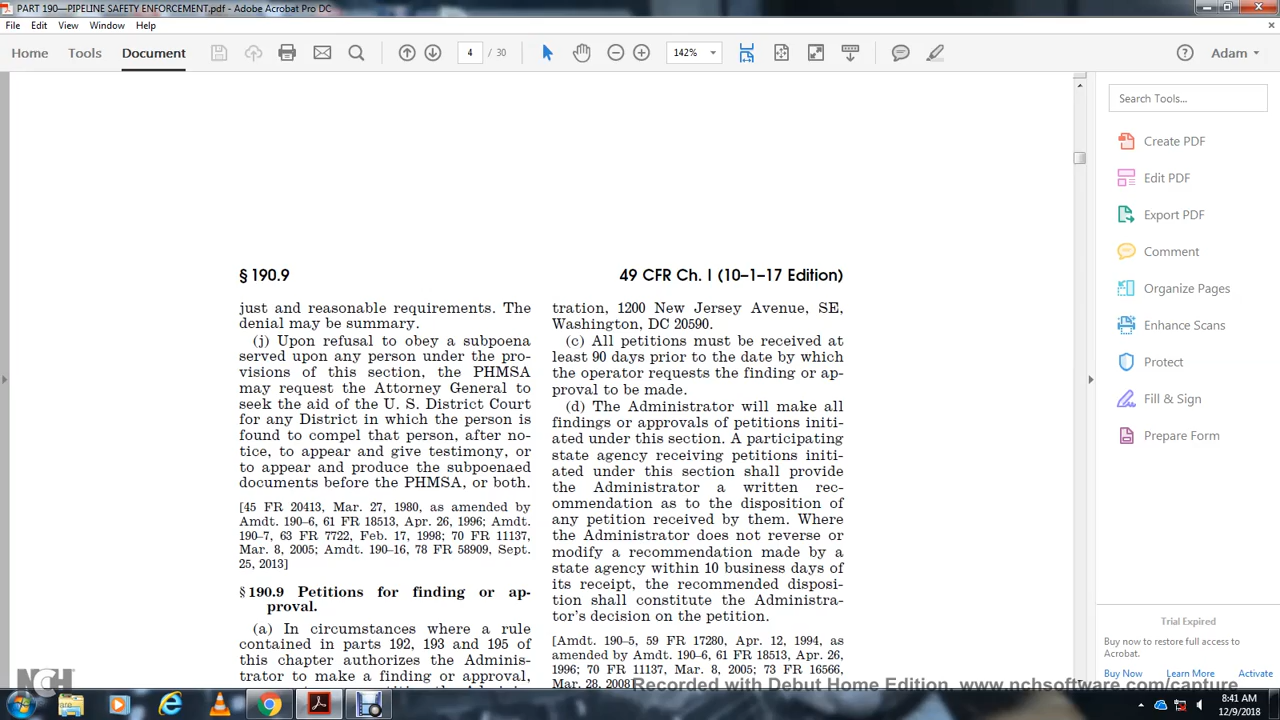 PART 190—PIPELINE SAFETY ENFORCEMENT.pdf - Adobe Acrobat Pro DC
File Edit View Window Help
Home Tools Document 4 / 30 142% Adam
§ 190.9
49 CFR Ch. I (10–1–17 Edition)
just and reasonable requirements. The
denial may be summary.
(j) Upon refusal to obey a subpoena
served upon any person under the pro-
visions of this section, the PHMSA
may request the Attorney General to
seek the aid of the U. S. District Court
for any District in which the person is
found to compel that person, after no-
tice, to appear and give testimony, or
to appear and produce the subpoenaed
documents before the PHMSA, or both.
[45 FR 20413, Mar. 27, 1980, as amended by
Amdt. 190–6, 61 FR 18513, Apr. 26, 1996; Amdt.
190–7, 63 FR 7722, Feb. 17, 1998; 70 FR 11137,
Mar. 8, 2005; Amdt. 190–16, 78 FR 58909, Sept.
25, 2013]
§ 190.9 Petitions for finding or ap-
proval.
(a) In circumstances where a rule
contained in parts 192, 193 and 195 of
this chapter authorizes the Adminis-
trator to make a finding or approval,
tration, 1200 New Jersey Avenue, SE,
Washington, DC 20590.
(c) All petitions must be received at
least 90 days prior to the date by which
the operator requests the finding or ap-
proval to be made.
(d) The Administrator will make all
findings or approvals of petitions initi-
ated under this section. A participating
state agency receiving petitions initi-
ated under this section shall provide
the Administrator a written rec-
ommendation as to the disposition of
any petition received by them. Where
the Administrator does not reverse or
modify a recommendation made by a
state agency within 10 business days of
its receipt, the recommended disposi-
tion shall constitute the Administra-
tor's decision on the petition.
[Amdt. 190–5, 59 FR 17280, Apr. 12, 1994, as
amended by Amdt. 190–6, 61 FR 18513, Apr. 26,
1996; 70 FR 11137, Mar. 8, 2005; 73 FR 16566,
Mar. 28, 2008]
Search Tools...
Create PDF
Edit PDF
Export PDF
Comment
Organize Pages
Enhance Scans
Protect
Fill & Sign
Prepare Form
Trial Expired
Buy now to restore full access to
Acrobat.
Buy Now Learn More Activate
NCH
Recorded with Debut Home Edition. www.nchsoftware.com/capture
8:41 AM
12/9/2018